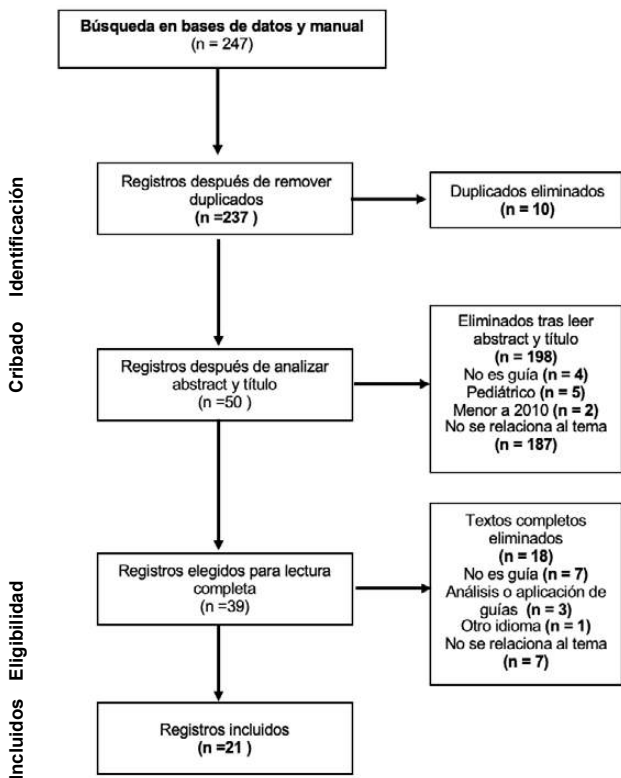 Búsqueda en bases de datos y manual
(n = 247)
Identificación
Registros después de remover
duplicados
(n =237 )
Duplicados eliminados
(n = 10)
Cribado
Registros después de analizar
abstract y título
(n =50 )
Eliminados tras leer
abstract y título
(n = 198)
No es guía (n = 4)
Pediátrico (n = 5)
Menor a 2010 (n = 2)
No se relaciona al tema
(n = 187)
Eligibilidad
Registros elegidos para lectura
completa
(n =39)
Textos completos
eliminados
(n = 18)
No es guía (n = 7)
Análisis o aplicación de
guías (n = 3)
Otro idioma (n = 1)
No se relaciona al tema
(n = 7)
Incluidos
Registros incluidos
(n =21 )